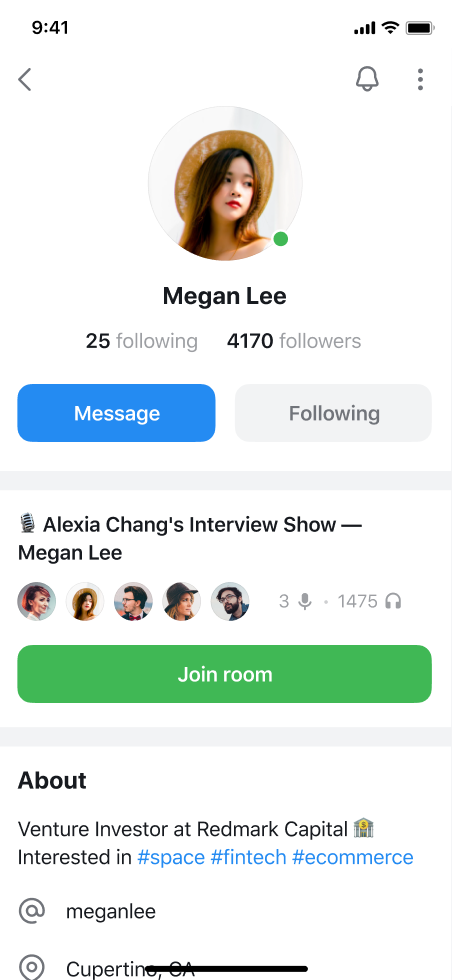 9:41
Megan Lee
25 following 4170 followers
Message Following
Alexia Chang's Interview Show —
Megan Lee
3 • 1475
Join room
About
Venture Investor at Redmark Capital
Interested in #space #fintech #ecommerce
meganlee
Cupertino, CA